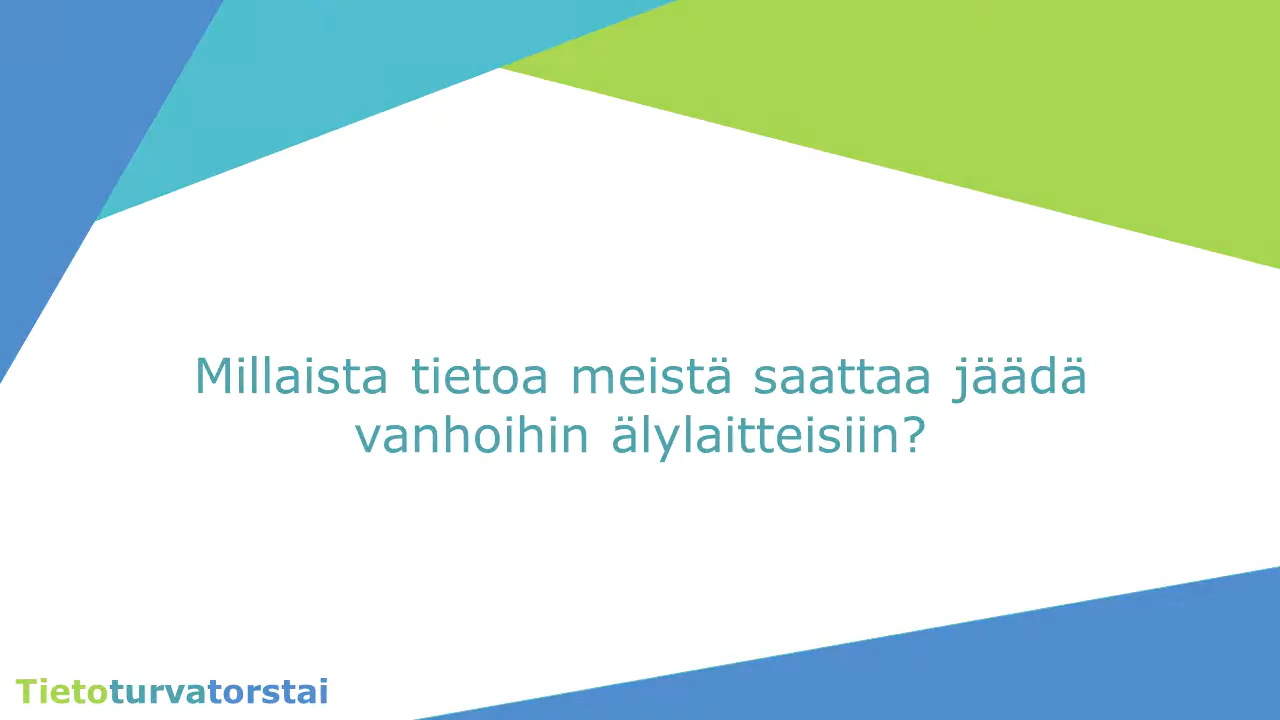 Millaista tietoa meistä saattaa jäädä
vanhoihin älylaitteisiin?
Tietoturvatorstai